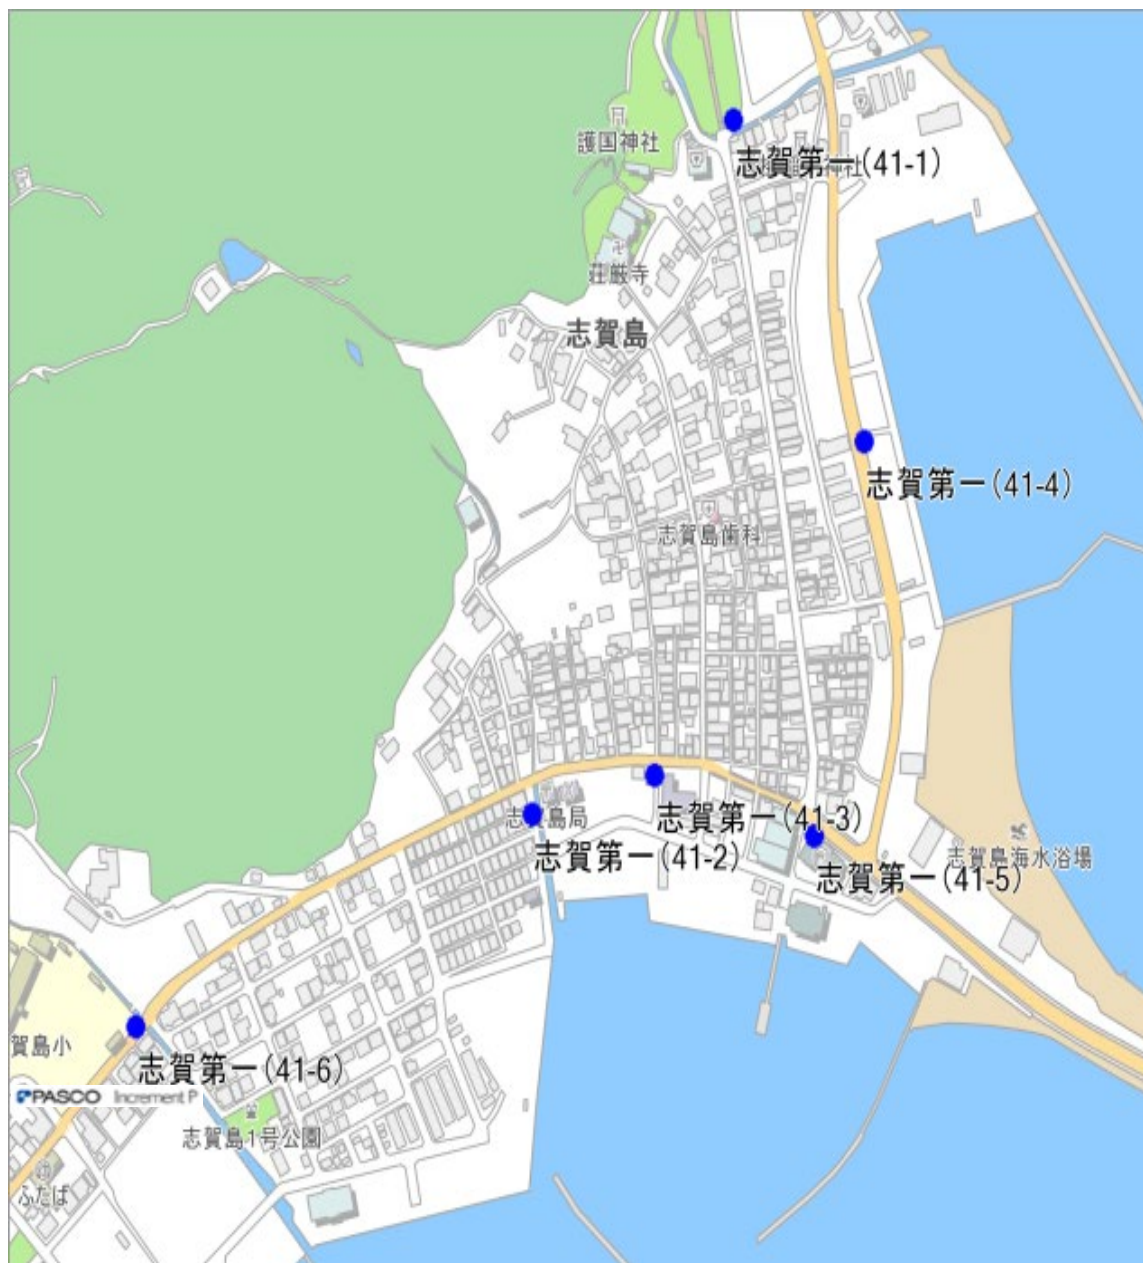 護国神社
志賀第一(41-1)
神社
荘厳寺
志賀島
志賀第一(41-4)
志賀島歯科
志賀第一(41-3)
志賀島局
志賀第一(41-2)
志賀島海水浴場
志賀第一(41-5)
賀島小
志賀第一(41-6)
PASCO Increment P
志賀島1号公園
ふたば